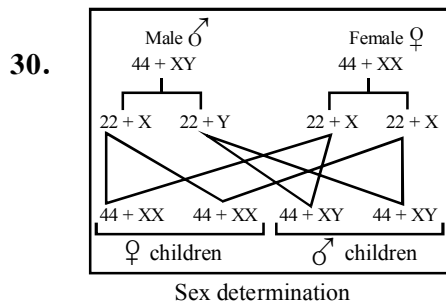 30.
Male ♂ Female ♀
44 + XY 44 + XX
22 + X 22 + Y 22 + X 22 + X
44 + XX 44 + XX 44 + XY 44 + XY
♀ children ♂ children
Sex determination